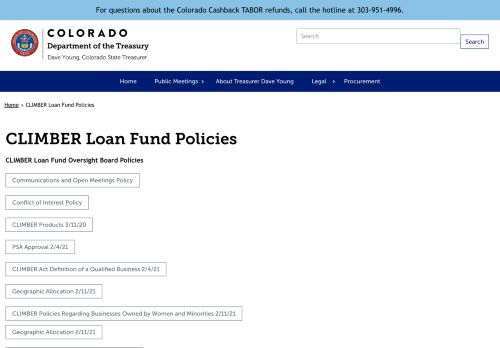 For questions about the Colorado Cashback TABOR refunds, call the hotline at 303-951-4996.
COLORADO
Department of the Treasury
Dave Young, Colorado State Treasurer
Search
Search
Home
Public Meetings
About Treasurer Dave Young
Legal
Procurement
Home › CLIMBER Loan Fund Policies
CLIMBER Loan Fund Policies
CLIMBER Loan Fund Oversight Board Policies
Communications and Open Meetings Policy
Conflict of Interest Policy
CLIMBER Products 3/11/20
PSA Approval 2/4/21
CLIMBER Act Definition of a Qualified Business 2/4/21
Geographic Allocation 2/11/21
CLIMBER Policies Regarding Businesses Owned by Women and Minorities 2/11/21
Geographic Allocation 2/11/21